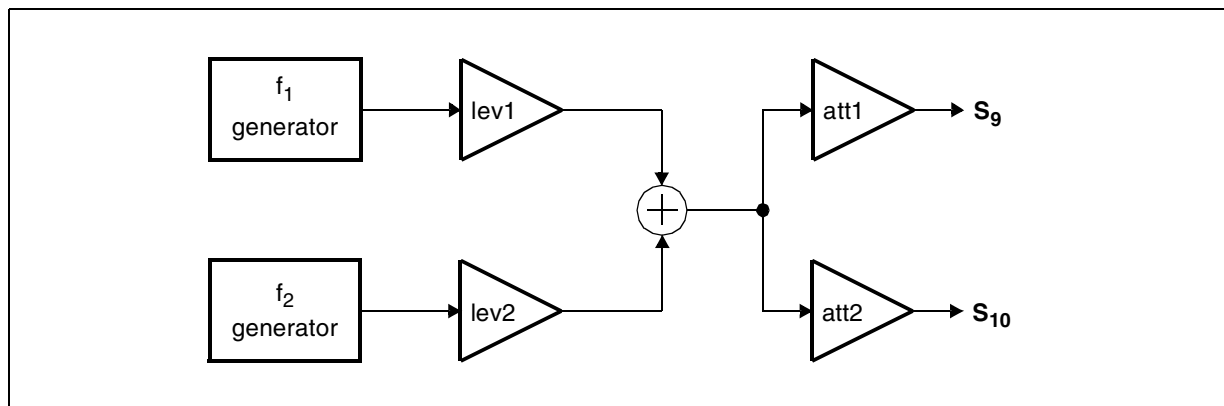 f1
generator
lev1
att1
S9
f2
generator
lev2
att2
S10